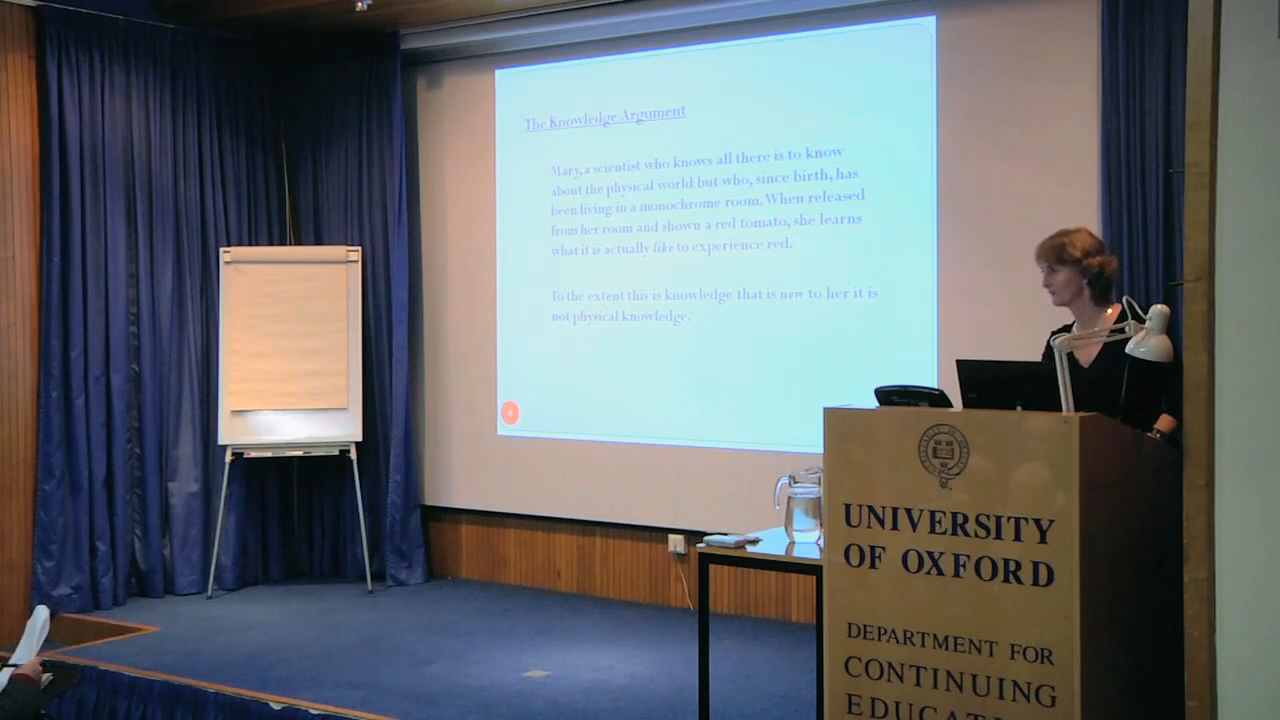 The Knowledge Argument
Mary, a scientist who knows all there is to know
about the physical world but who, since birth, has
been living in a monochrome room. When released
from her room and shown a red tomato, she learns
what it is actually like to experience red.
To the extent this is knowledge that is new to her it is
not physical knowledge.
UNIVERSITY
OF OXFORD
DEPARTMENT FOR
CONTINUING
EDUCATI